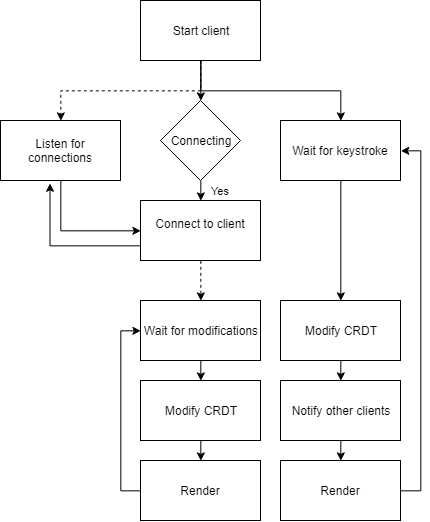 Start client
Listen for
connections
Connecting
Wait for keystroke
Yes
Connect to client
Wait for modifications
Modify CRDT
Modify CRDT
Notify other clients
Render
Render